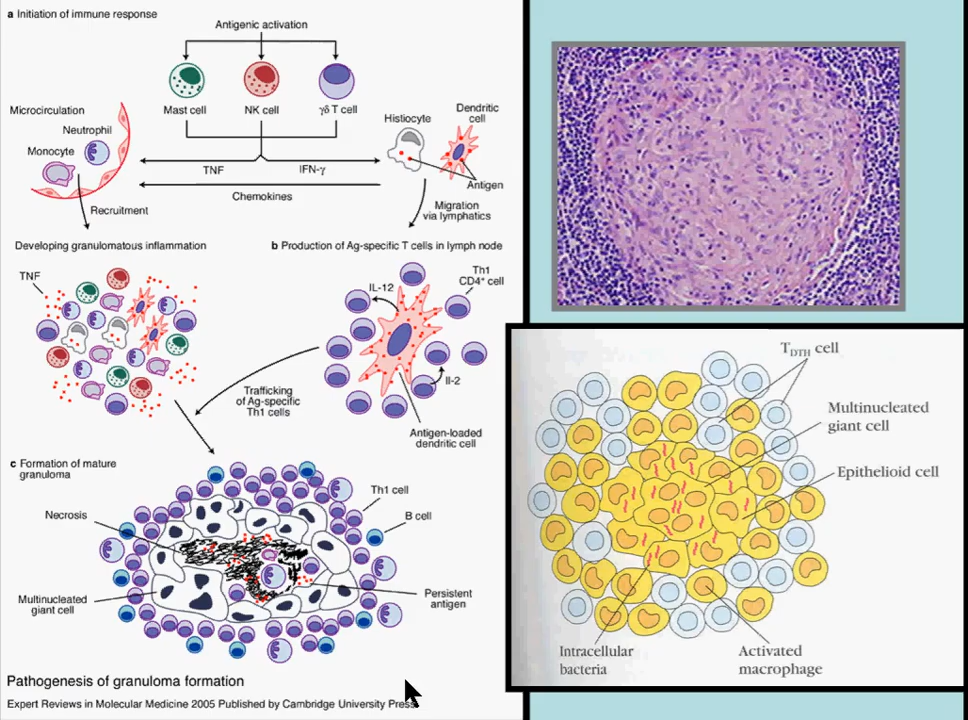 a Initiation of immune response
Antigenic activation
Mast cell
NK cell
γδ T cell
Microcirculation
Neutrophil
Monocyte
Histiocyte
Dendritic
cell
TNF
IFN-γ
Antigen
Chemokines
Recruitment
Migration
via lymphatics
Developing granulomatous inflammation
b Production of Ag-specific T cells in lymph node
TNF
IL-12
Th1
CD4+ cell
Il-2
Trafficking
of Ag-specific
Th1 cells
Antigen-loaded
dendritic cell
c Formation of mature
granuloma
Th1 cell
Necrosis
B cell
Multinucleated
giant cell
Persistent
antigen
Pathogenesis of granuloma formation
Expert Reviews in Molecular Medicine 2005 Published by Cambridge University Press
TDTH cell
Multinucleated
giant cell
Epithelioid cell
Intracellular
bacteria
Activated
macrophage